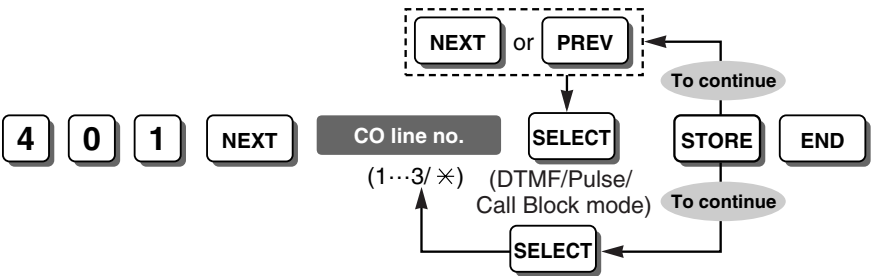 NEXT or PREV
To continue
4 0 1 NEXT CO line no. SELECT STORE END
(1···3/ ✳) (DTMF/Pulse/
Call Block mode)
To continue
SELECT